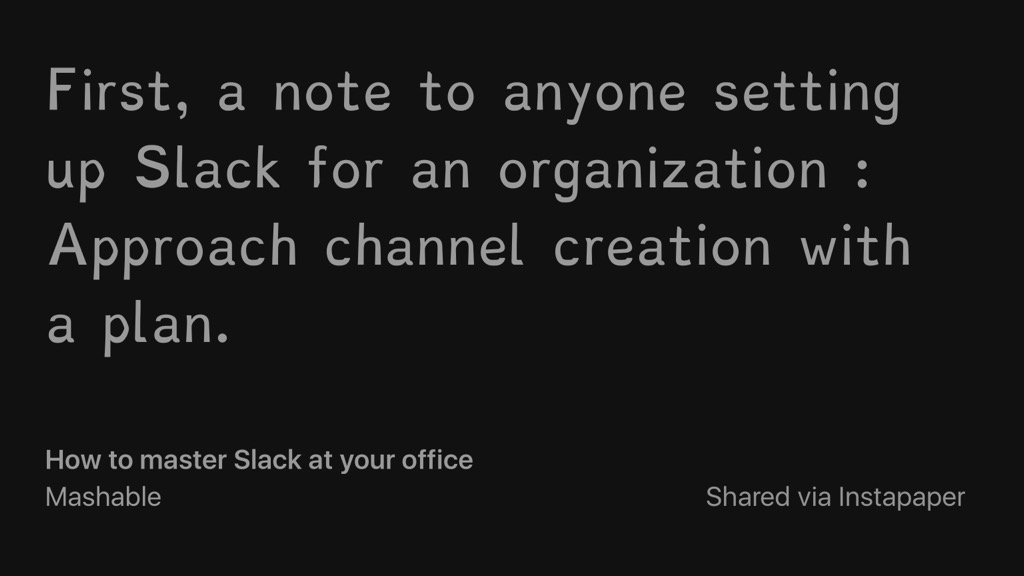 First, a note to anyone setting
up Slack for an organization :
Approach channel creation with
a plan.
How to master Slack at your office
Mashable
Shared via Instapaper